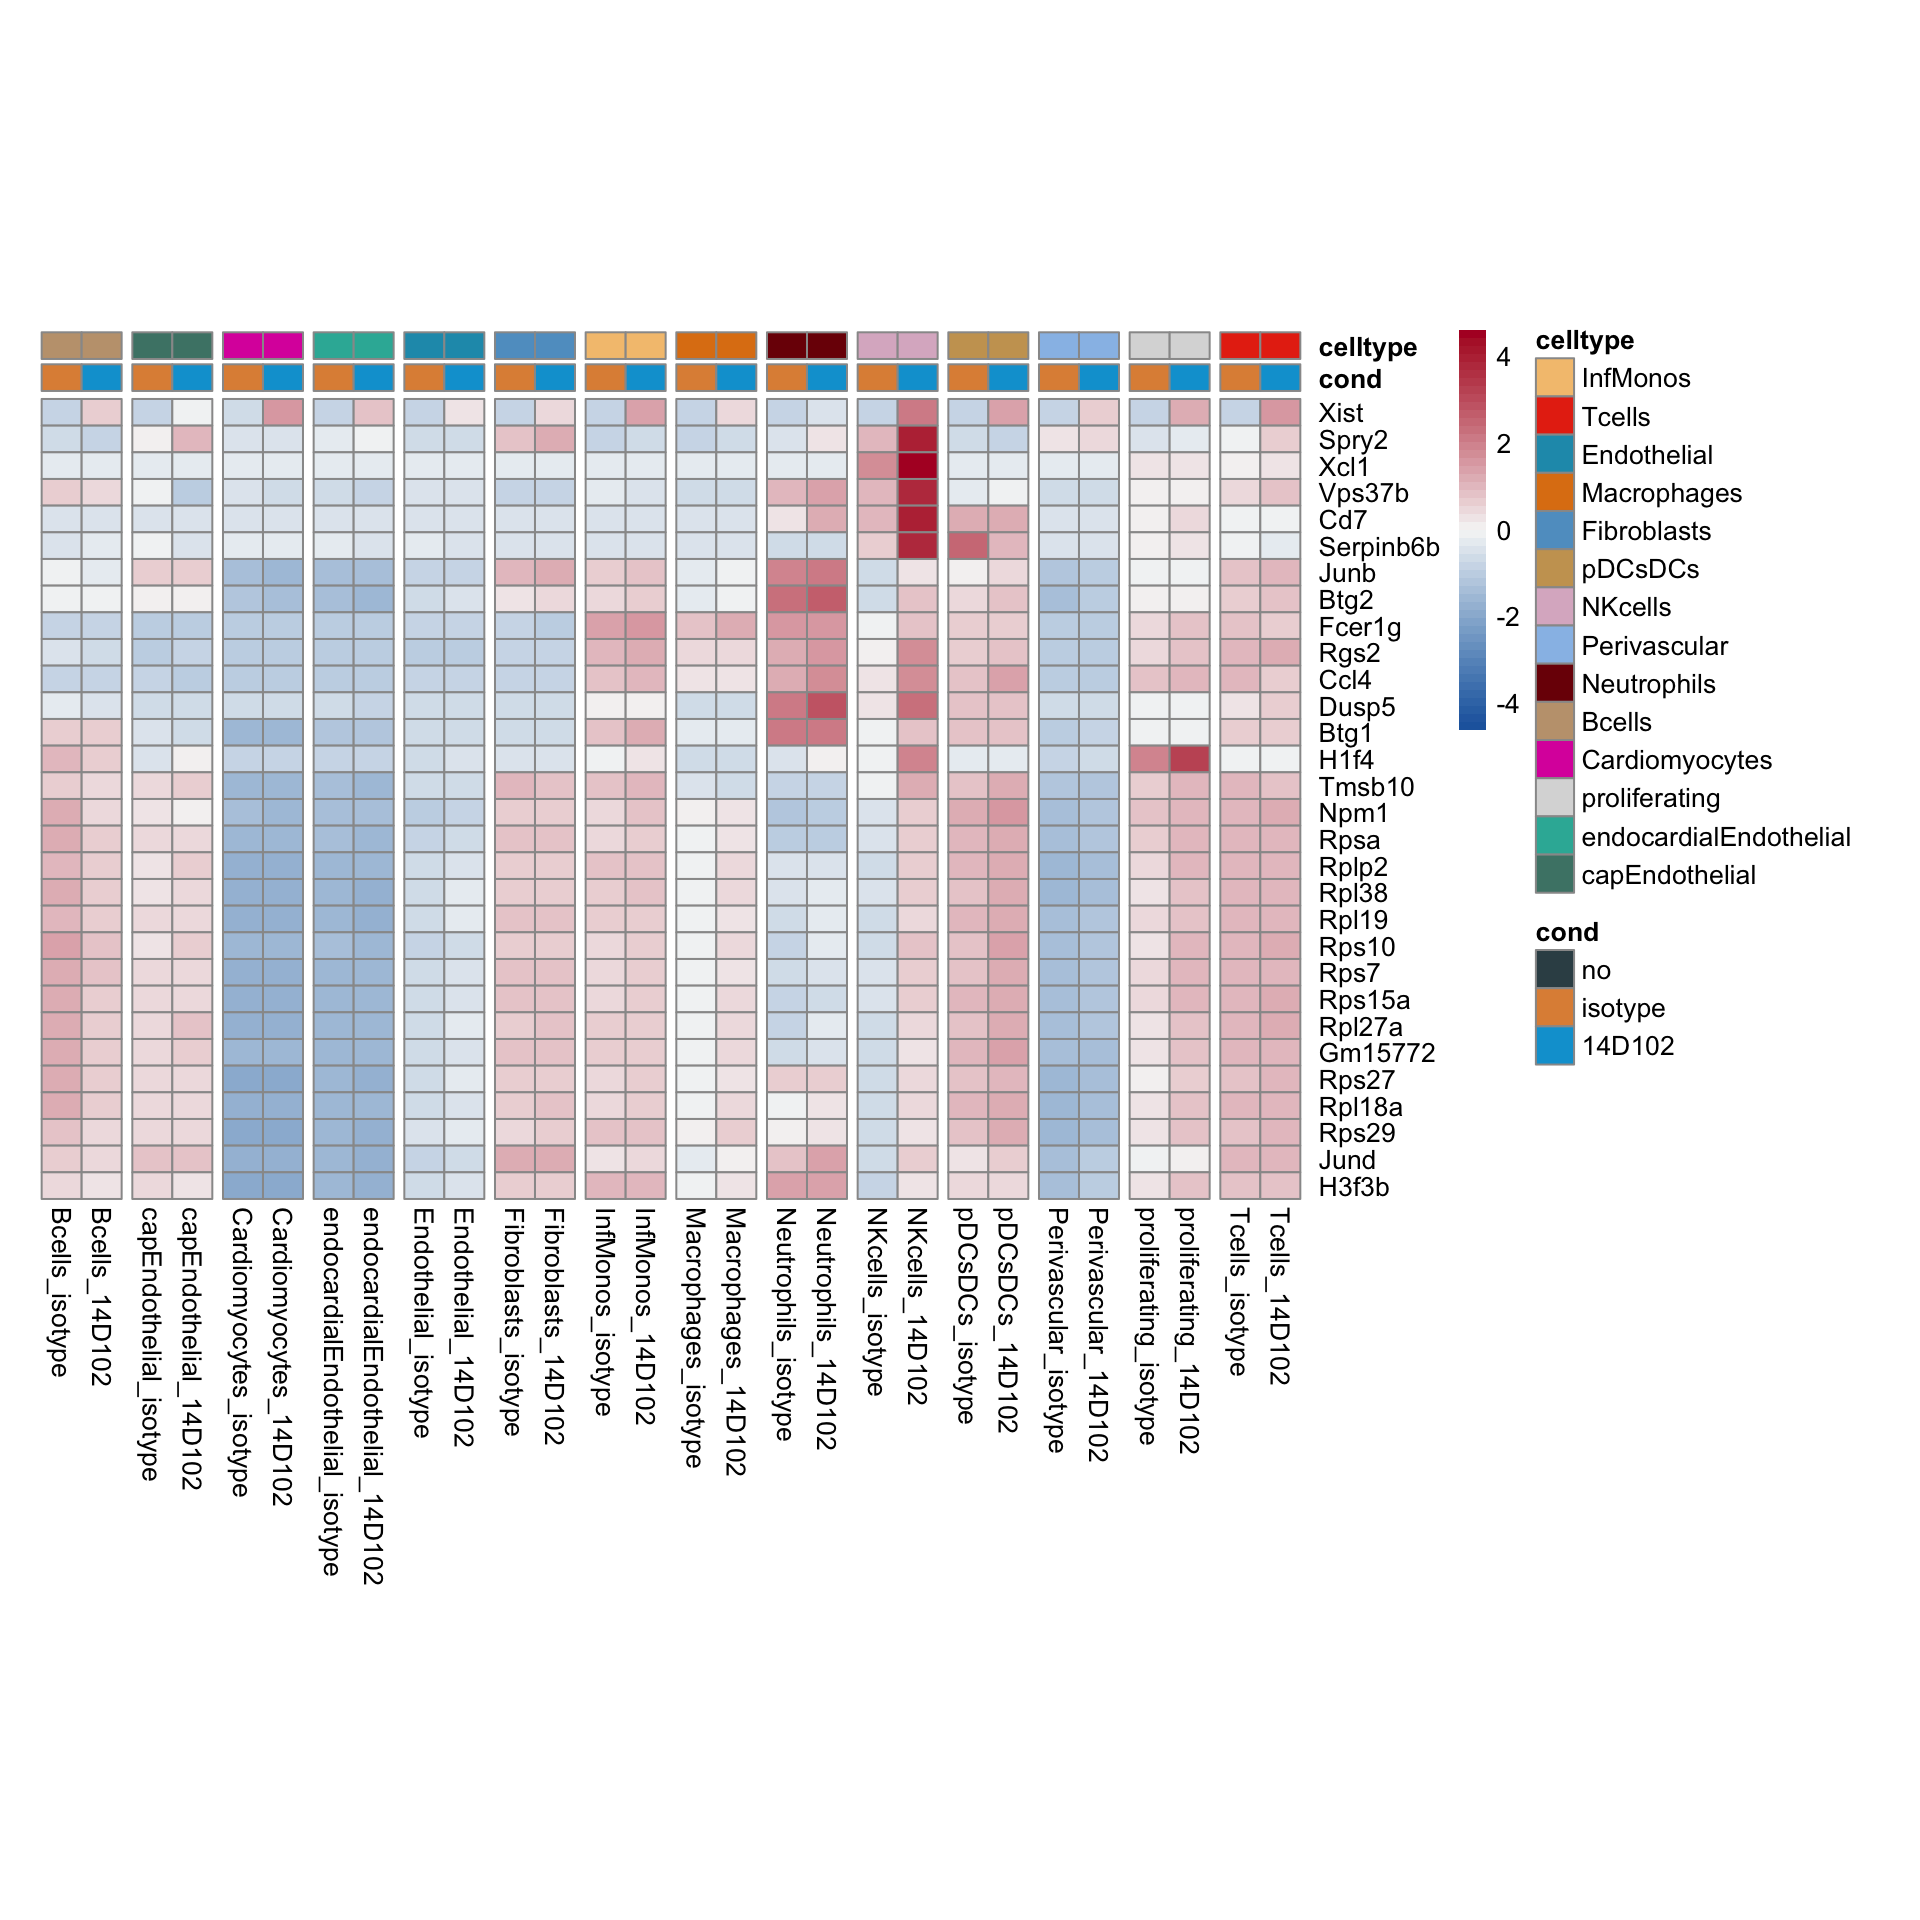 celltype
cond
Xist
Spry2
Xcl1
Vps37b
Cd7
Serpinb6b
Junb
Btg2
Fcer1g
Rgs2
Ccl4
Dusp5
Btg1
H1f4
Tmsb10
Npm1
Rpsa
Rplp2
Rpl38
Rpl19
Rps10
Rps7
Rps15a
Rpl27a
Gm15772
Rps27
Rpl18a
Rps29
Jund
H3f3b
Bcells_isotype
Bcells_14D102
capEndothelial_isotype
capEndothelial_14D102
Cardiomyocytes_isotype
Cardiomyocytes_14D102
endocardialEndothelial_isotype
endocardialEndothelial_14D102
Endothelial_isotype
Endothelial_14D102
Fibroblasts_isotype
Fibroblasts_14D102
InfMonos_isotype
InfMonos_14D102
Macrophages_isotype
Macrophages_14D102
Neutrophils_isotype
Neutrophils_14D102
NKcells_isotype
NKcells_14D102
pDCsDCs_isotype
pDCsDCs_14D102
Perivascular_isotype
Perivascular_14D102
proliferating_isotype
proliferating_14D102
Tcells_isotype
Tcells_14D102
4
2
0
-2
-4
celltype
InfMonos
Tcells
Endothelial
Macrophages
Fibroblasts
pDCsDCs
NKcells
Perivascular
Neutrophils
Bcells
Cardiomyocytes
proliferating
endocardialEndothelial
capEndothelial
cond
no
isotype
14D102